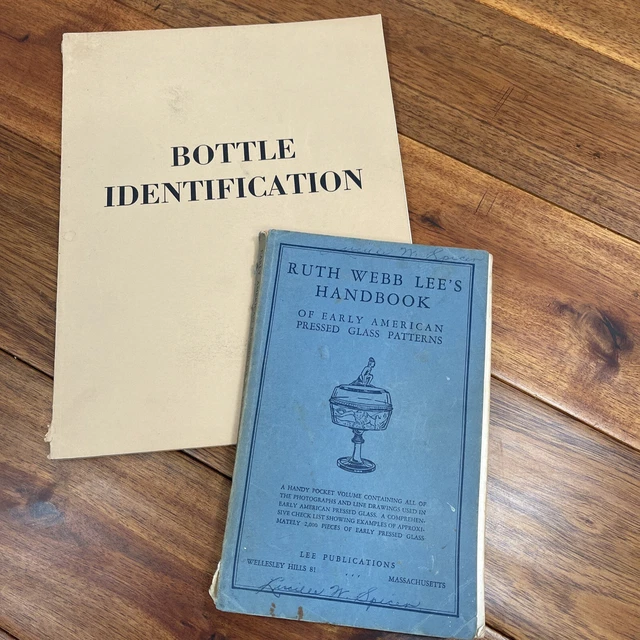 BOTTLE
IDENTIFICATION
RUTH WEBB LEE'S
HANDBOOK
OF EARLY AMERICAN
PRESSED GLASS PATTERNS
A HANDY POCKET VOLUME CONTAINING ALL OF
THE PHOTOGRAPHS AND LINE DRAWINGS USED IN
EARLY AMERICAN PRESSED GLASS. A COMPREHEN-
SIVE CHECK LIST SHOWING EXAMPLES OF APPROXI-
MATELY 2,000 PIECES OF EARLY PRESSED GLASS
LEE PUBLICATIONS
WELLESLEY HILLS 81 . . . MASSACHUSETTS